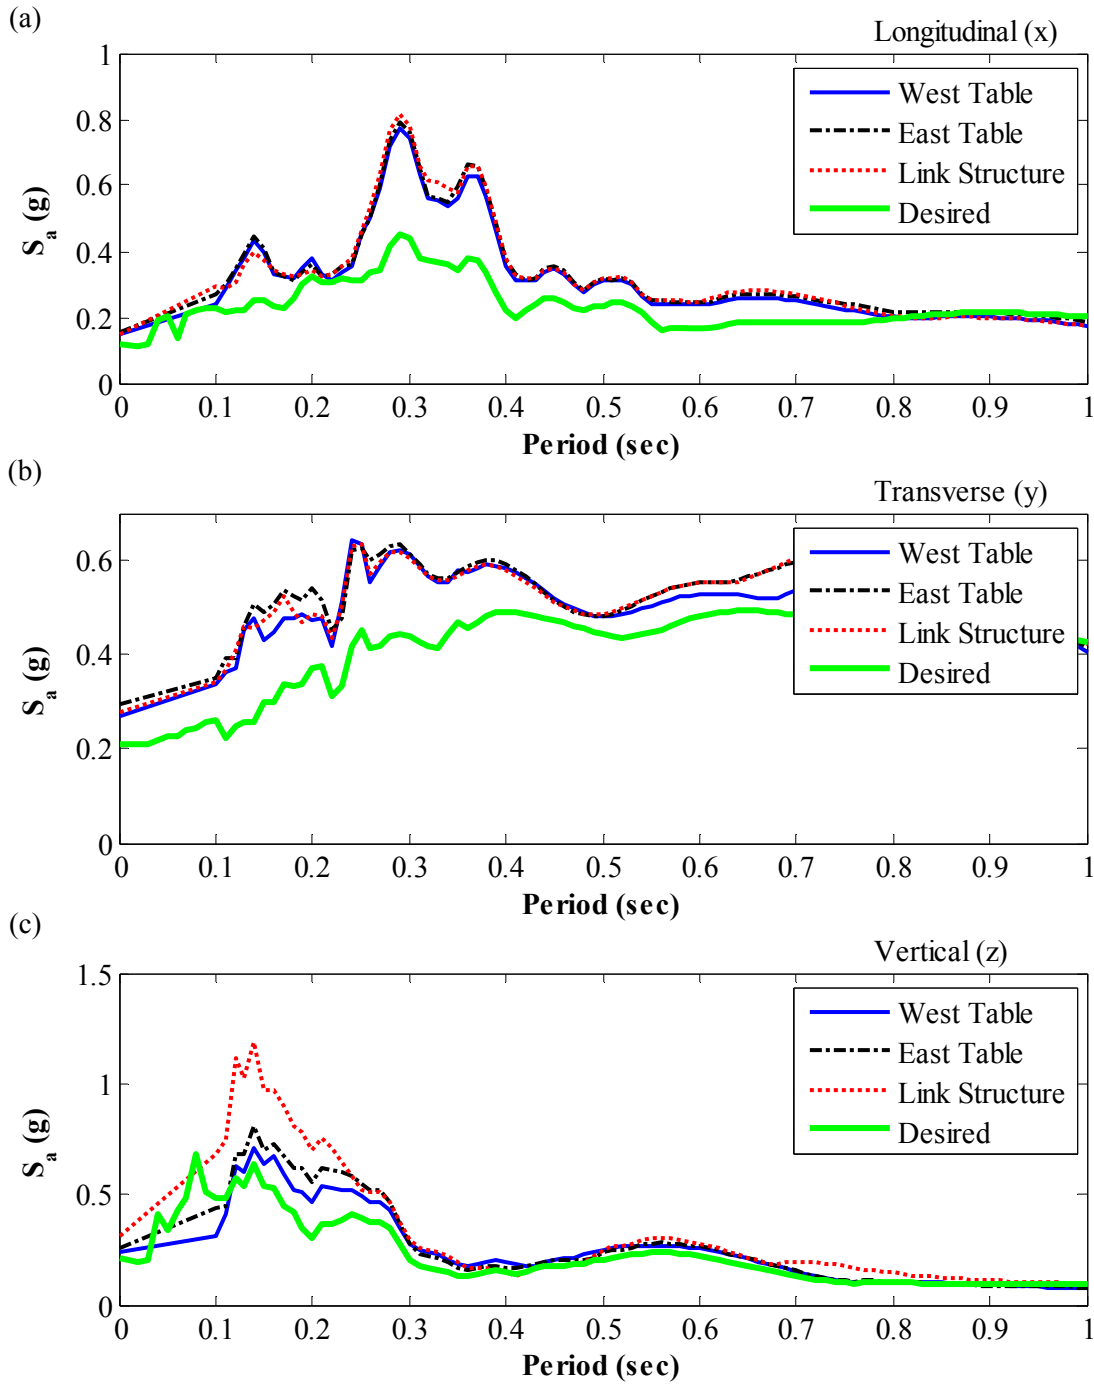 (a)
Longitudinal (x)
1
0.8
0.6
0.4
0.2
0
S_a (g)
West Table
East Table
Link Structure
Desired
0 0.1 0.2 0.3 0.4 0.5 0.6 0.7 0.8 0.9 1
Period (sec)
(b)
Transverse (y)
0.6
0.4
0.2
0
S_a (g)
West Table
East Table
Link Structure
Desired
0 0.1 0.2 0.3 0.4 0.5 0.6 0.7 0.8 0.9 1
Period (sec)
(c)
Vertical (z)
1.5
1
0.5
0
S_a (g)
West Table
East Table
Link Structure
Desired
0 0.1 0.2 0.3 0.4 0.5 0.6 0.7 0.8 0.9 1
Period (sec)